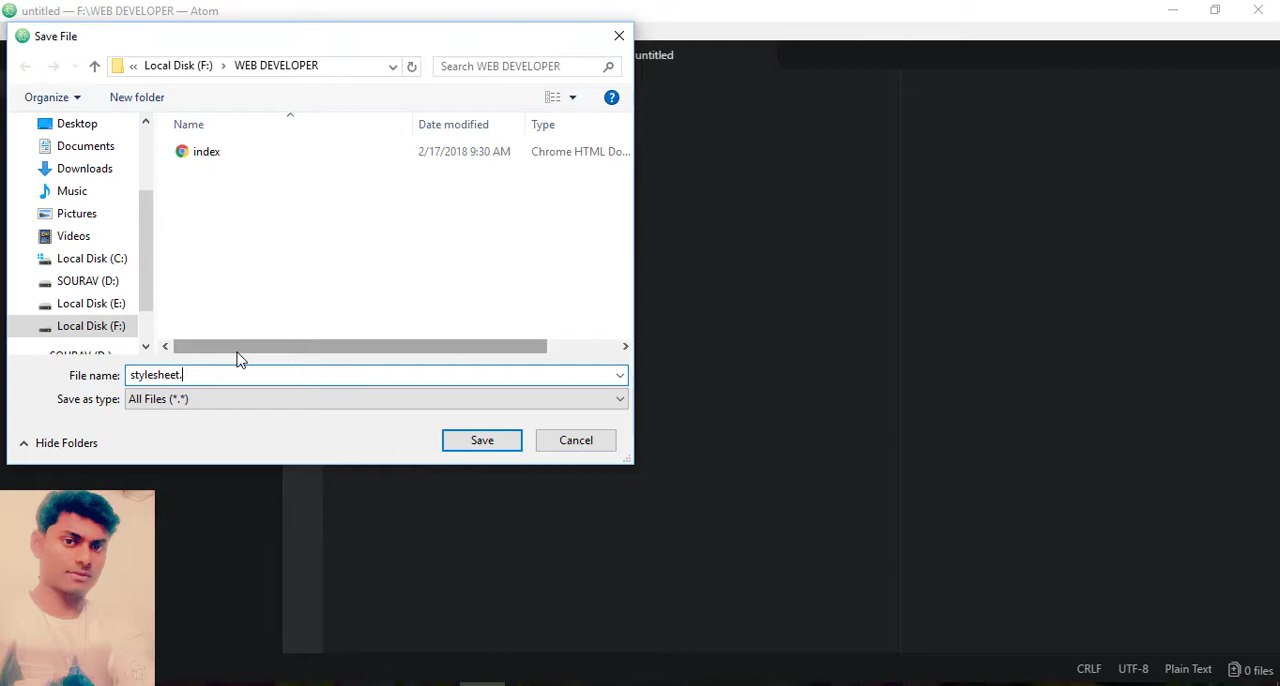 untitled — F:\WEB DEVELOPER — Atom
Save File
untitled
« Local Disk (F:) › WEB DEVELOPER
Search WEB DEVELOPER
Organize
New folder
Name
Date modified
Type
Desktop
index
2/17/2018 9:30 AM
Chrome HTML Do...
Documents
Downloads
Music
Pictures
Videos
Local Disk (C:)
SOURAV (D:)
Local Disk (E:)
Local Disk (F:)
SOURAV (D:)
File name: stylesheet.
Save as type: All Files (*.*)
Hide Folders
Save
Cancel
CRLF
UTF-8
Plain Text
0 files